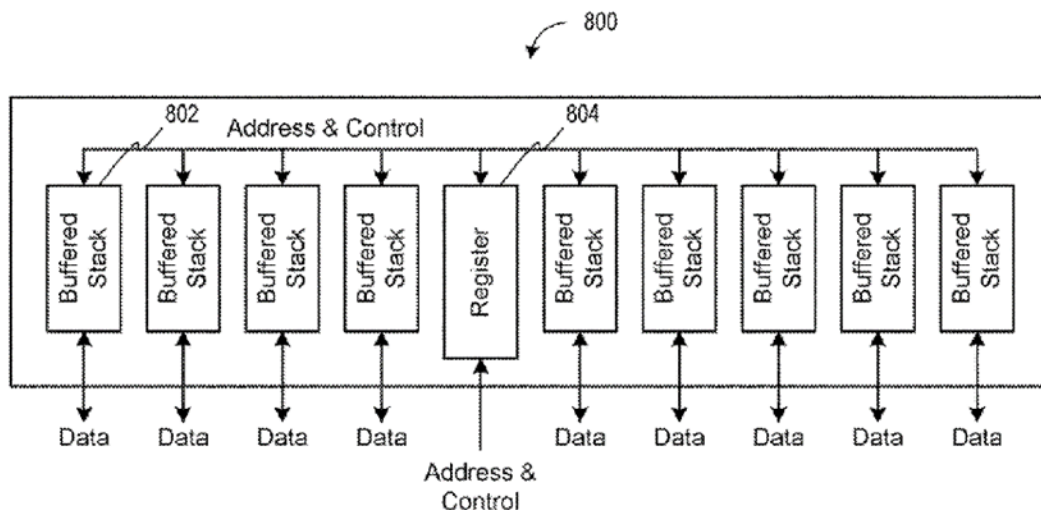 800
802
804
Address & Control
Buffered
Stack
Buffered
Stack
Buffered
Stack
Buffered
Stack
Register
Buffered
Stack
Buffered
Stack
Buffered
Stack
Buffered
Stack
Buffered
Stack
Data
Data
Data
Data
Data
Data
Data
Data
Data
Address &
Control